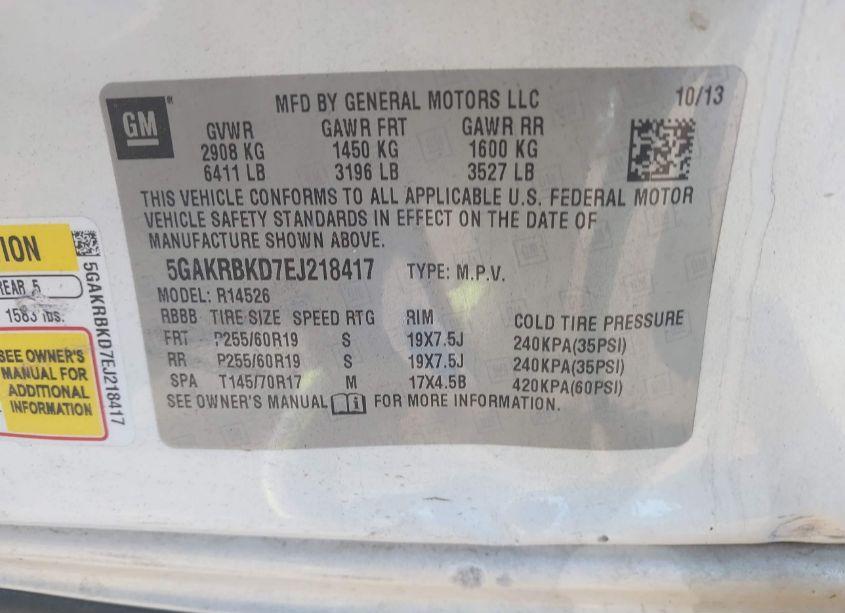 GM
MFD BY GENERAL MOTORS LLC
10/13
GVWR GAWR FRT GAWR RR
2908 KG 1450 KG 1600 KG
6411 LB 3196 LB 3527 LB
THIS VEHICLE CONFORMS TO ALL APPLICABLE U.S. FEDERAL MOTOR
VEHICLE SAFETY STANDARDS IN EFFECT ON THE DATE OF
MANUFACTURE SHOWN ABOVE.
5GAKRBKD7EJ218417 TYPE: M.P.V.
MODEL: R14526
RBBB TIRE SIZE SPEED RTG RIM COLD TIRE PRESSURE
FRT P255/60R19 S 19X7.5J 240KPA(35PSI)
RR P255/60R19 S 19X7.5J 240KPA(35PSI)
SPA T145/70R17 M 17X4.5B 420KPA(60PSI)
SEE OWNER'S MANUAL FOR MORE INFORMATION.
TION
REAR 5
1583 lbs.
SEE OWNER'S
MANUAL FOR
ADDITIONAL
INFORMATION
5GAKRBKD7EJ218417